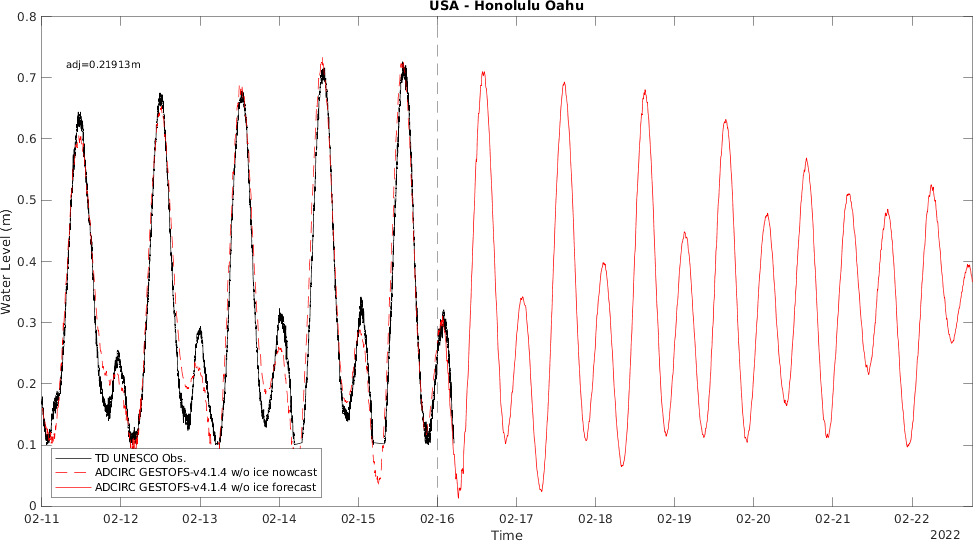 USA - Honolulu Oahu
adj=0.21913m
0.8
0.7
0.6
0.5
0.4
0.3
0.2
0.1
0
Water Level (m)
TD UNESCO Obs.
ADCIRC GESTOFS-v4.1.4 w/o ice nowcast
ADCIRC GESTOFS-v4.1.4 w/o ice forecast
02-11 02-12 02-13 02-14 02-15 02-16 02-17 02-18 02-19 02-20 02-21 02-22
Time
2022